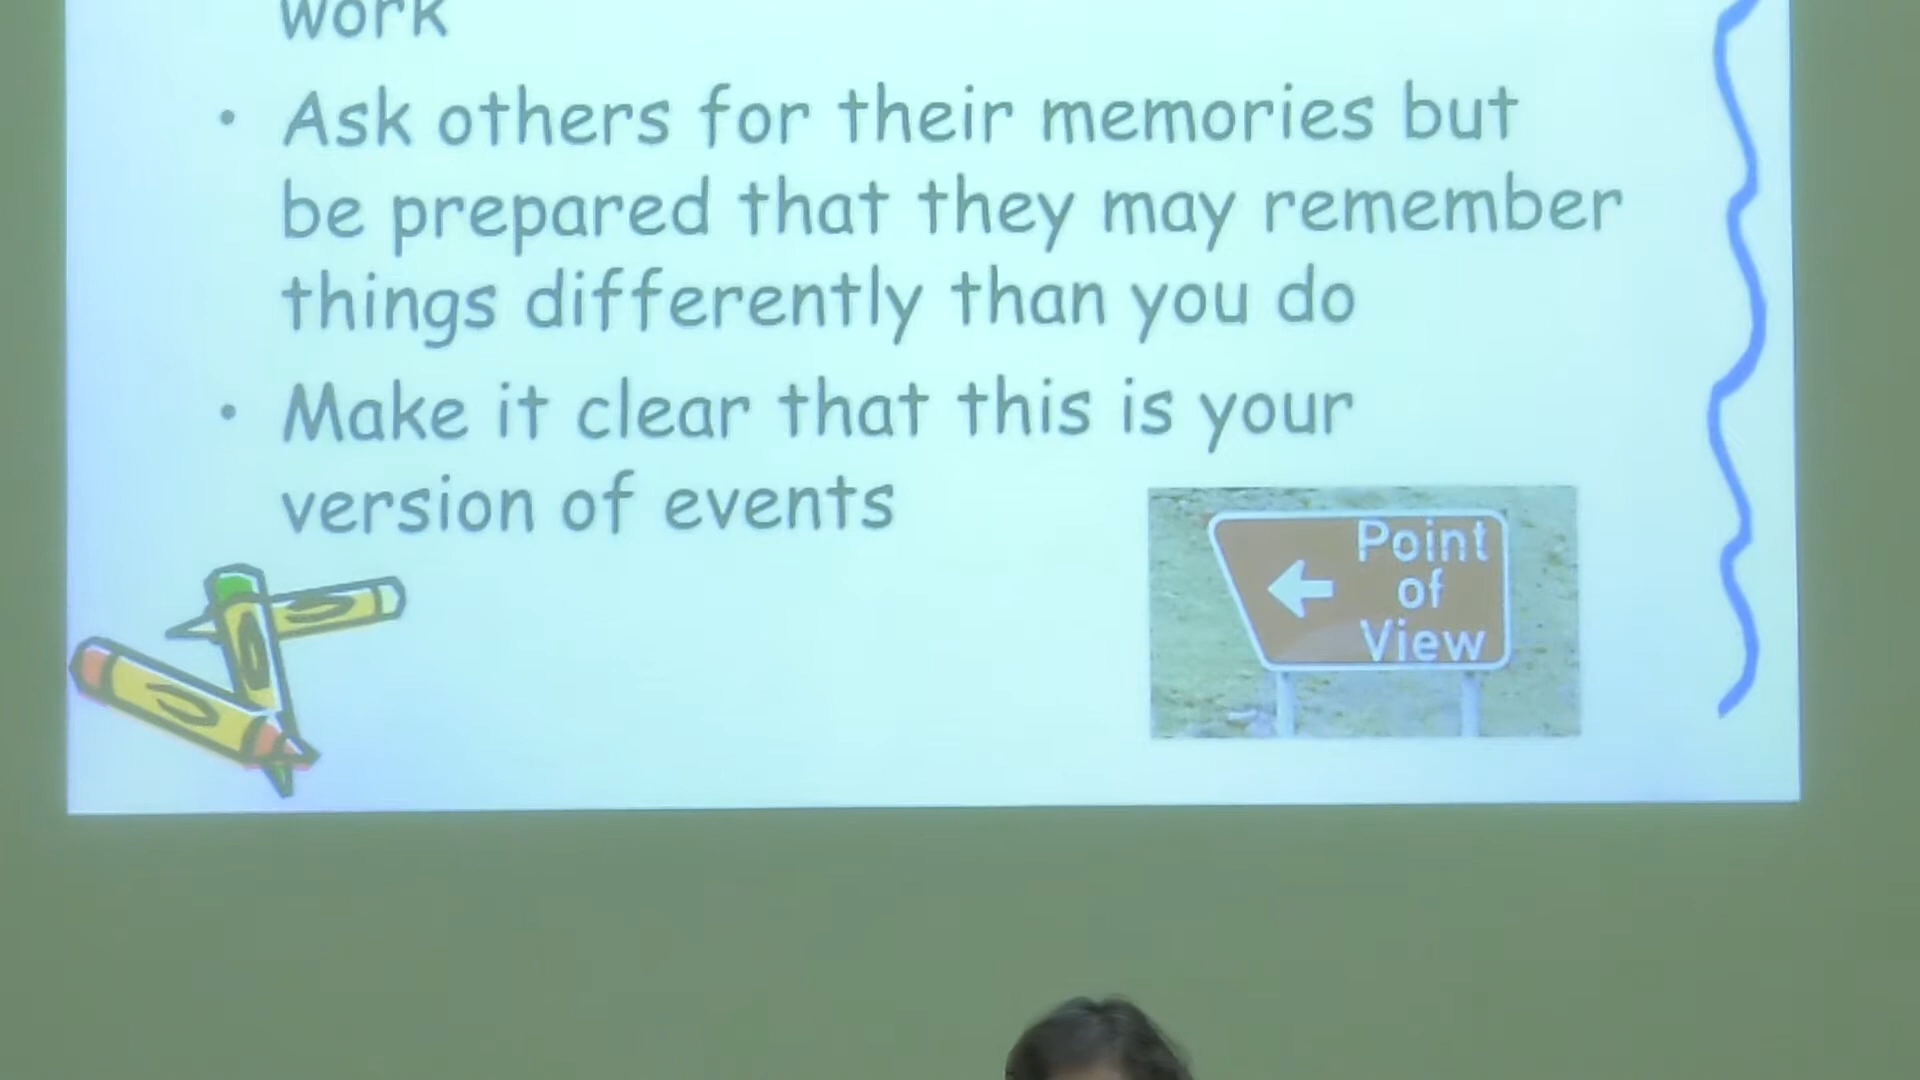 work
• Ask others for their memories but
be prepared that they may remember
things differently than you do
• Make it clear that this is your
version of events
Point
of
View